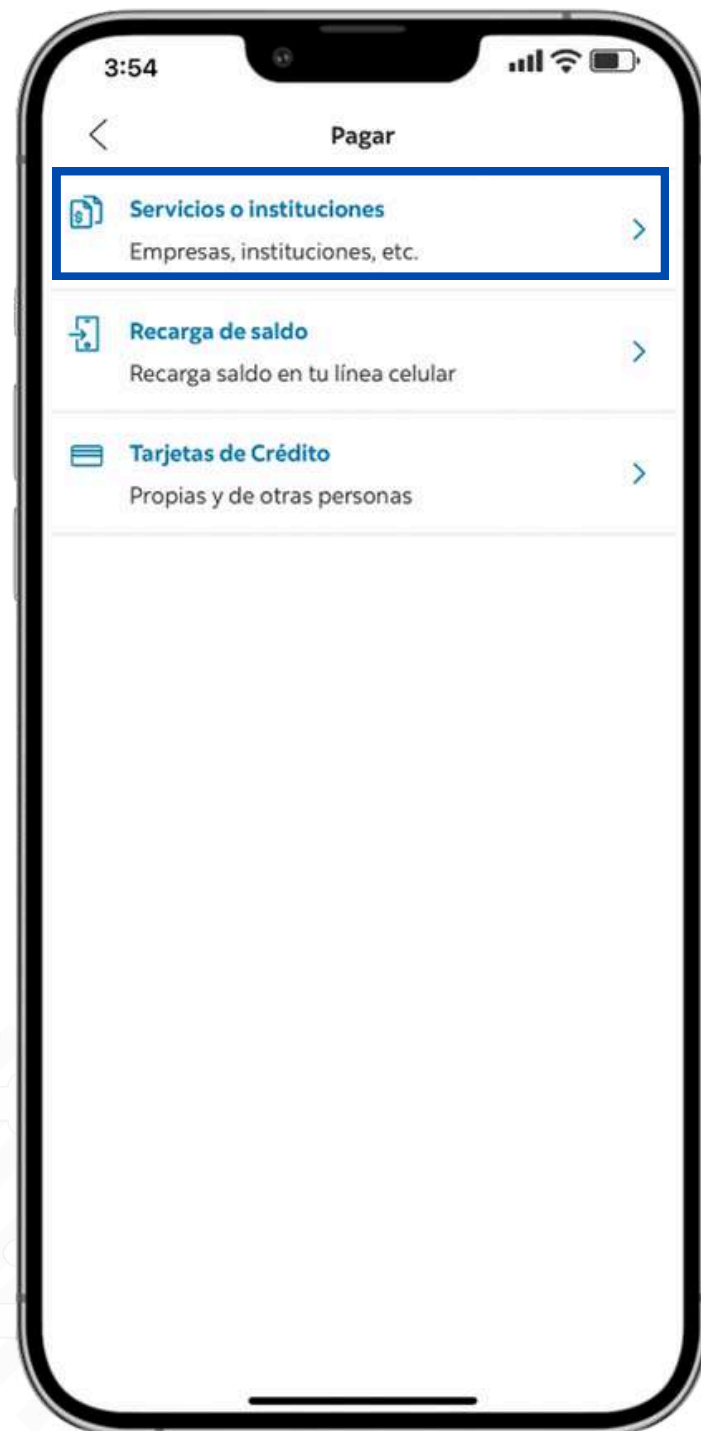 3:54
Pagar
Servicios o instituciones
Empresas, instituciones, etc.
Recarga de saldo
Recarga saldo en tu línea celular
Tarjetas de Crédito
Propias y de otras personas